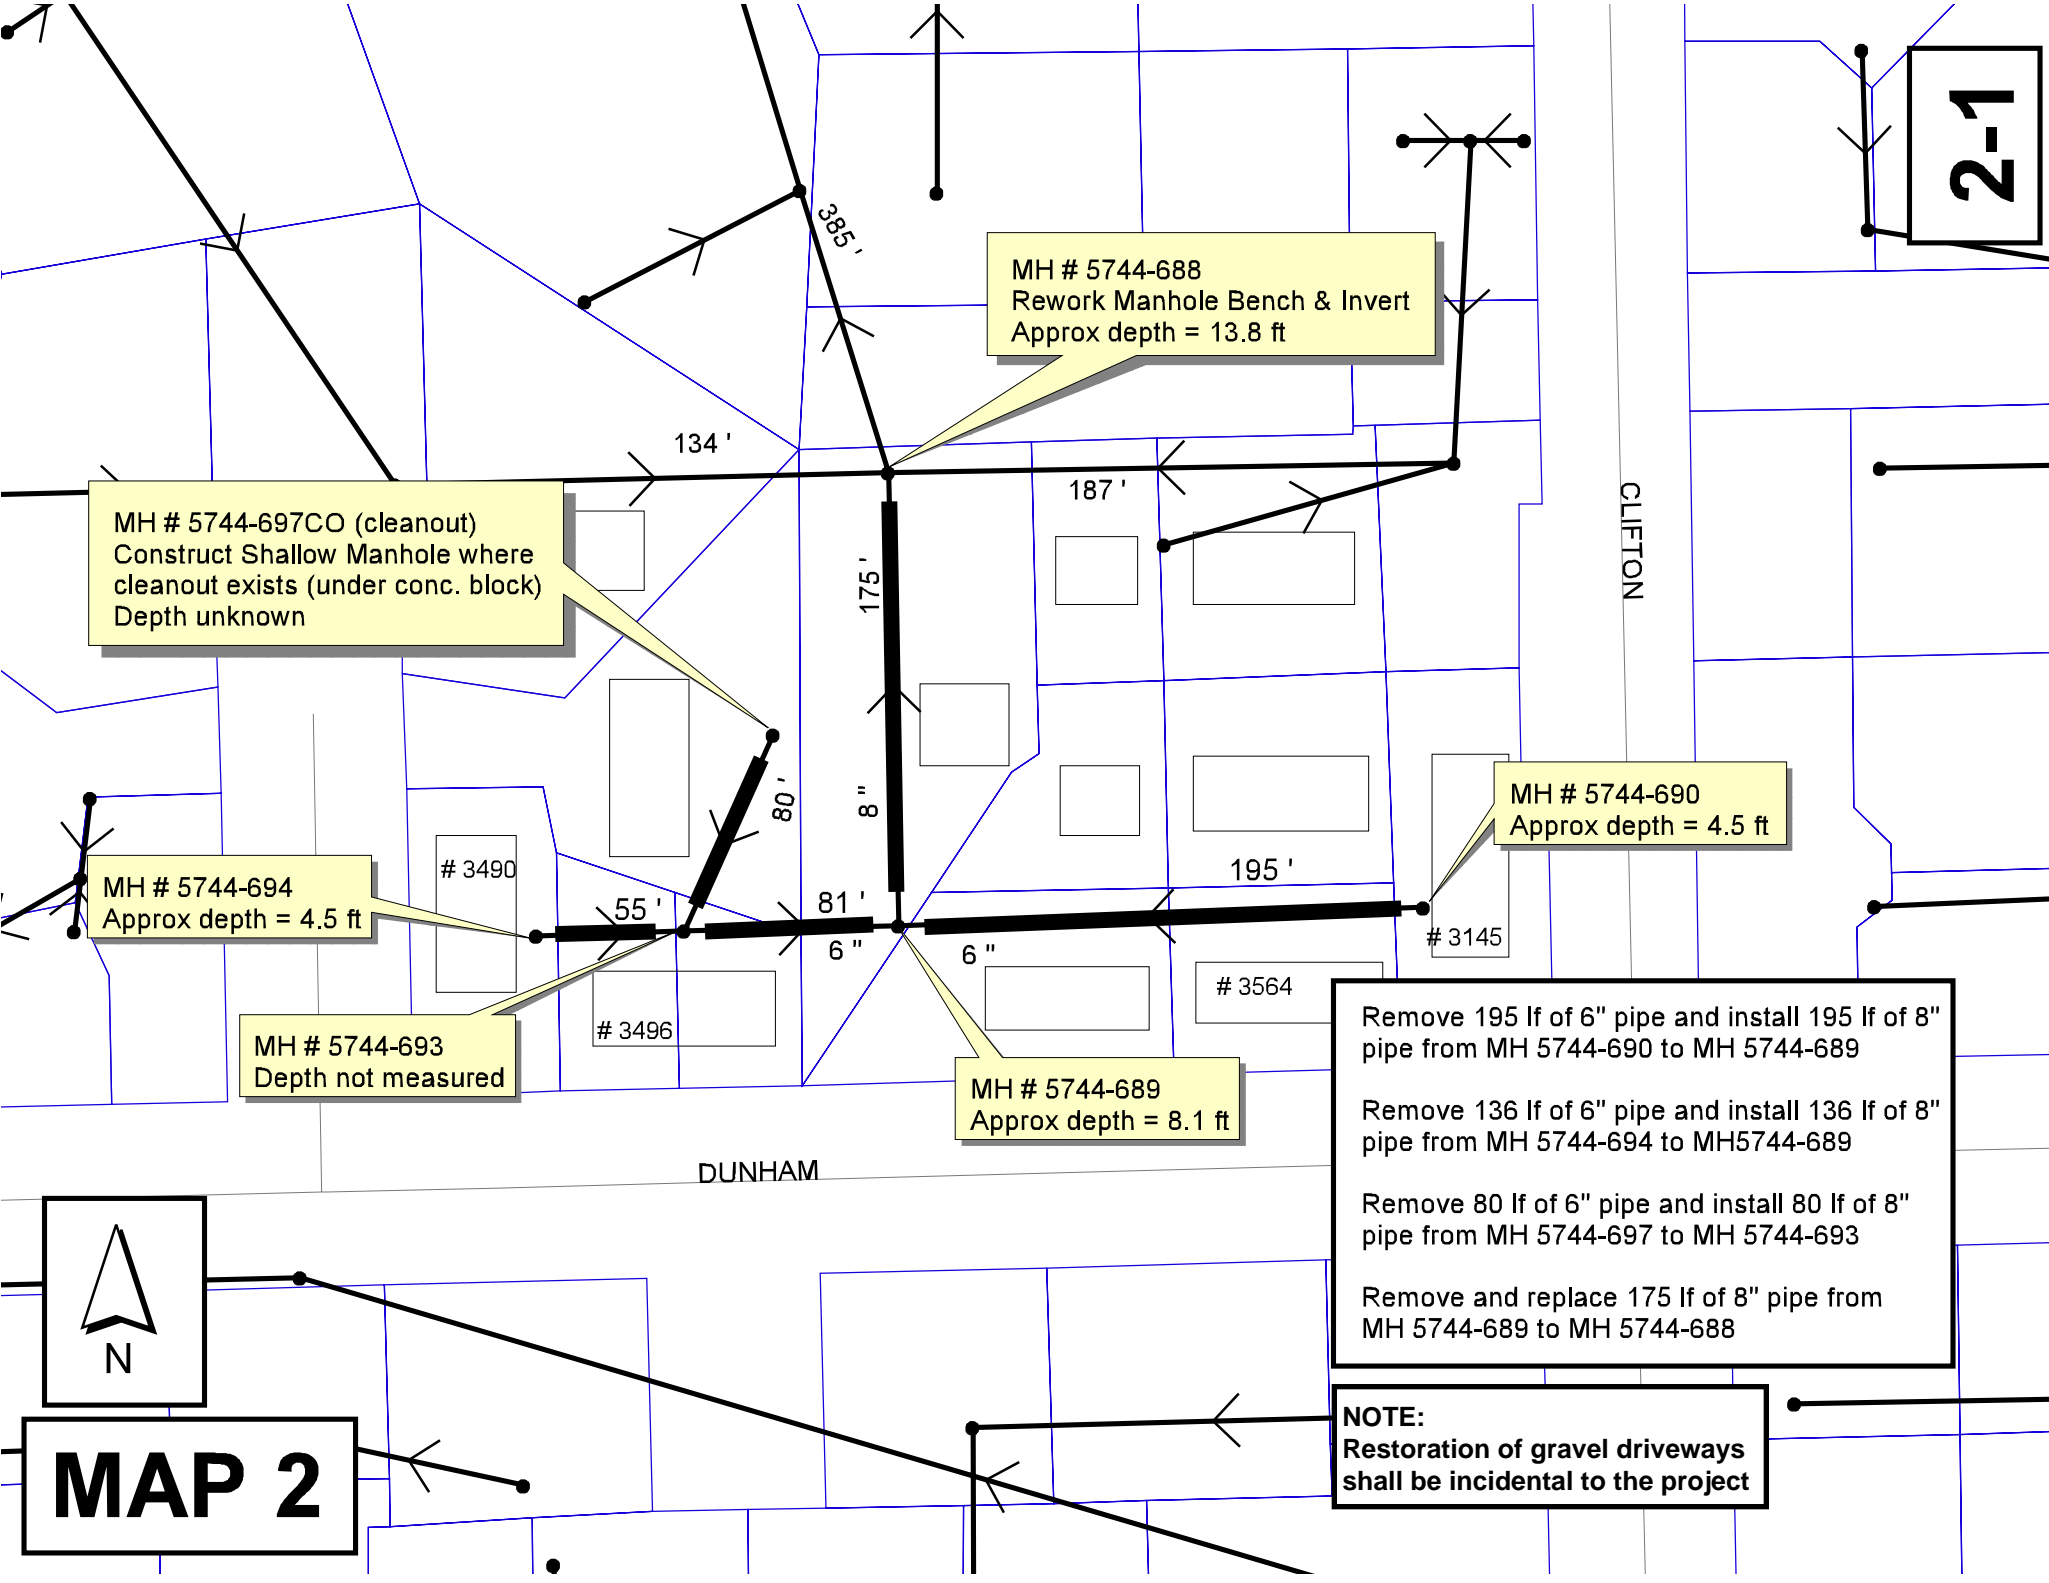 2-1
385 '
MH # 5744-688
Rework Manhole Bench & Invert
Approx depth = 13.8 ft
134 '
187 '
MH # 5744-697CO (cleanout)
Construct Shallow Manhole where
cleanout exists (under conc. block)
Depth unknown
CLIFTON
175 '
8 "
80 '
MH # 5744-690
Approx depth = 4.5 ft
# 3490
MH # 5744-694
Approx depth = 4.5 ft
55 '
81 '
6 "
195 '
6 "
# 3145
# 3564
# 3496
MH # 5744-693
Depth not measured
MH # 5744-689
Approx depth = 8.1 ft
Remove 195 lf of 6" pipe and install 195 lf of 8"
pipe from MH 5744-690 to MH 5744-689
Remove 136 lf of 6" pipe and install 136 lf of 8"
pipe from MH 5744-694 to MH5744-689
Remove 80 lf of 6" pipe and install 80 lf of 8"
pipe from MH 5744-697 to MH 5744-693
Remove and replace 175 lf of 8" pipe from
MH 5744-689 to MH 5744-688
DUNHAM
N
MAP 2
NOTE:
Restoration of gravel driveways
shall be incidental to the project